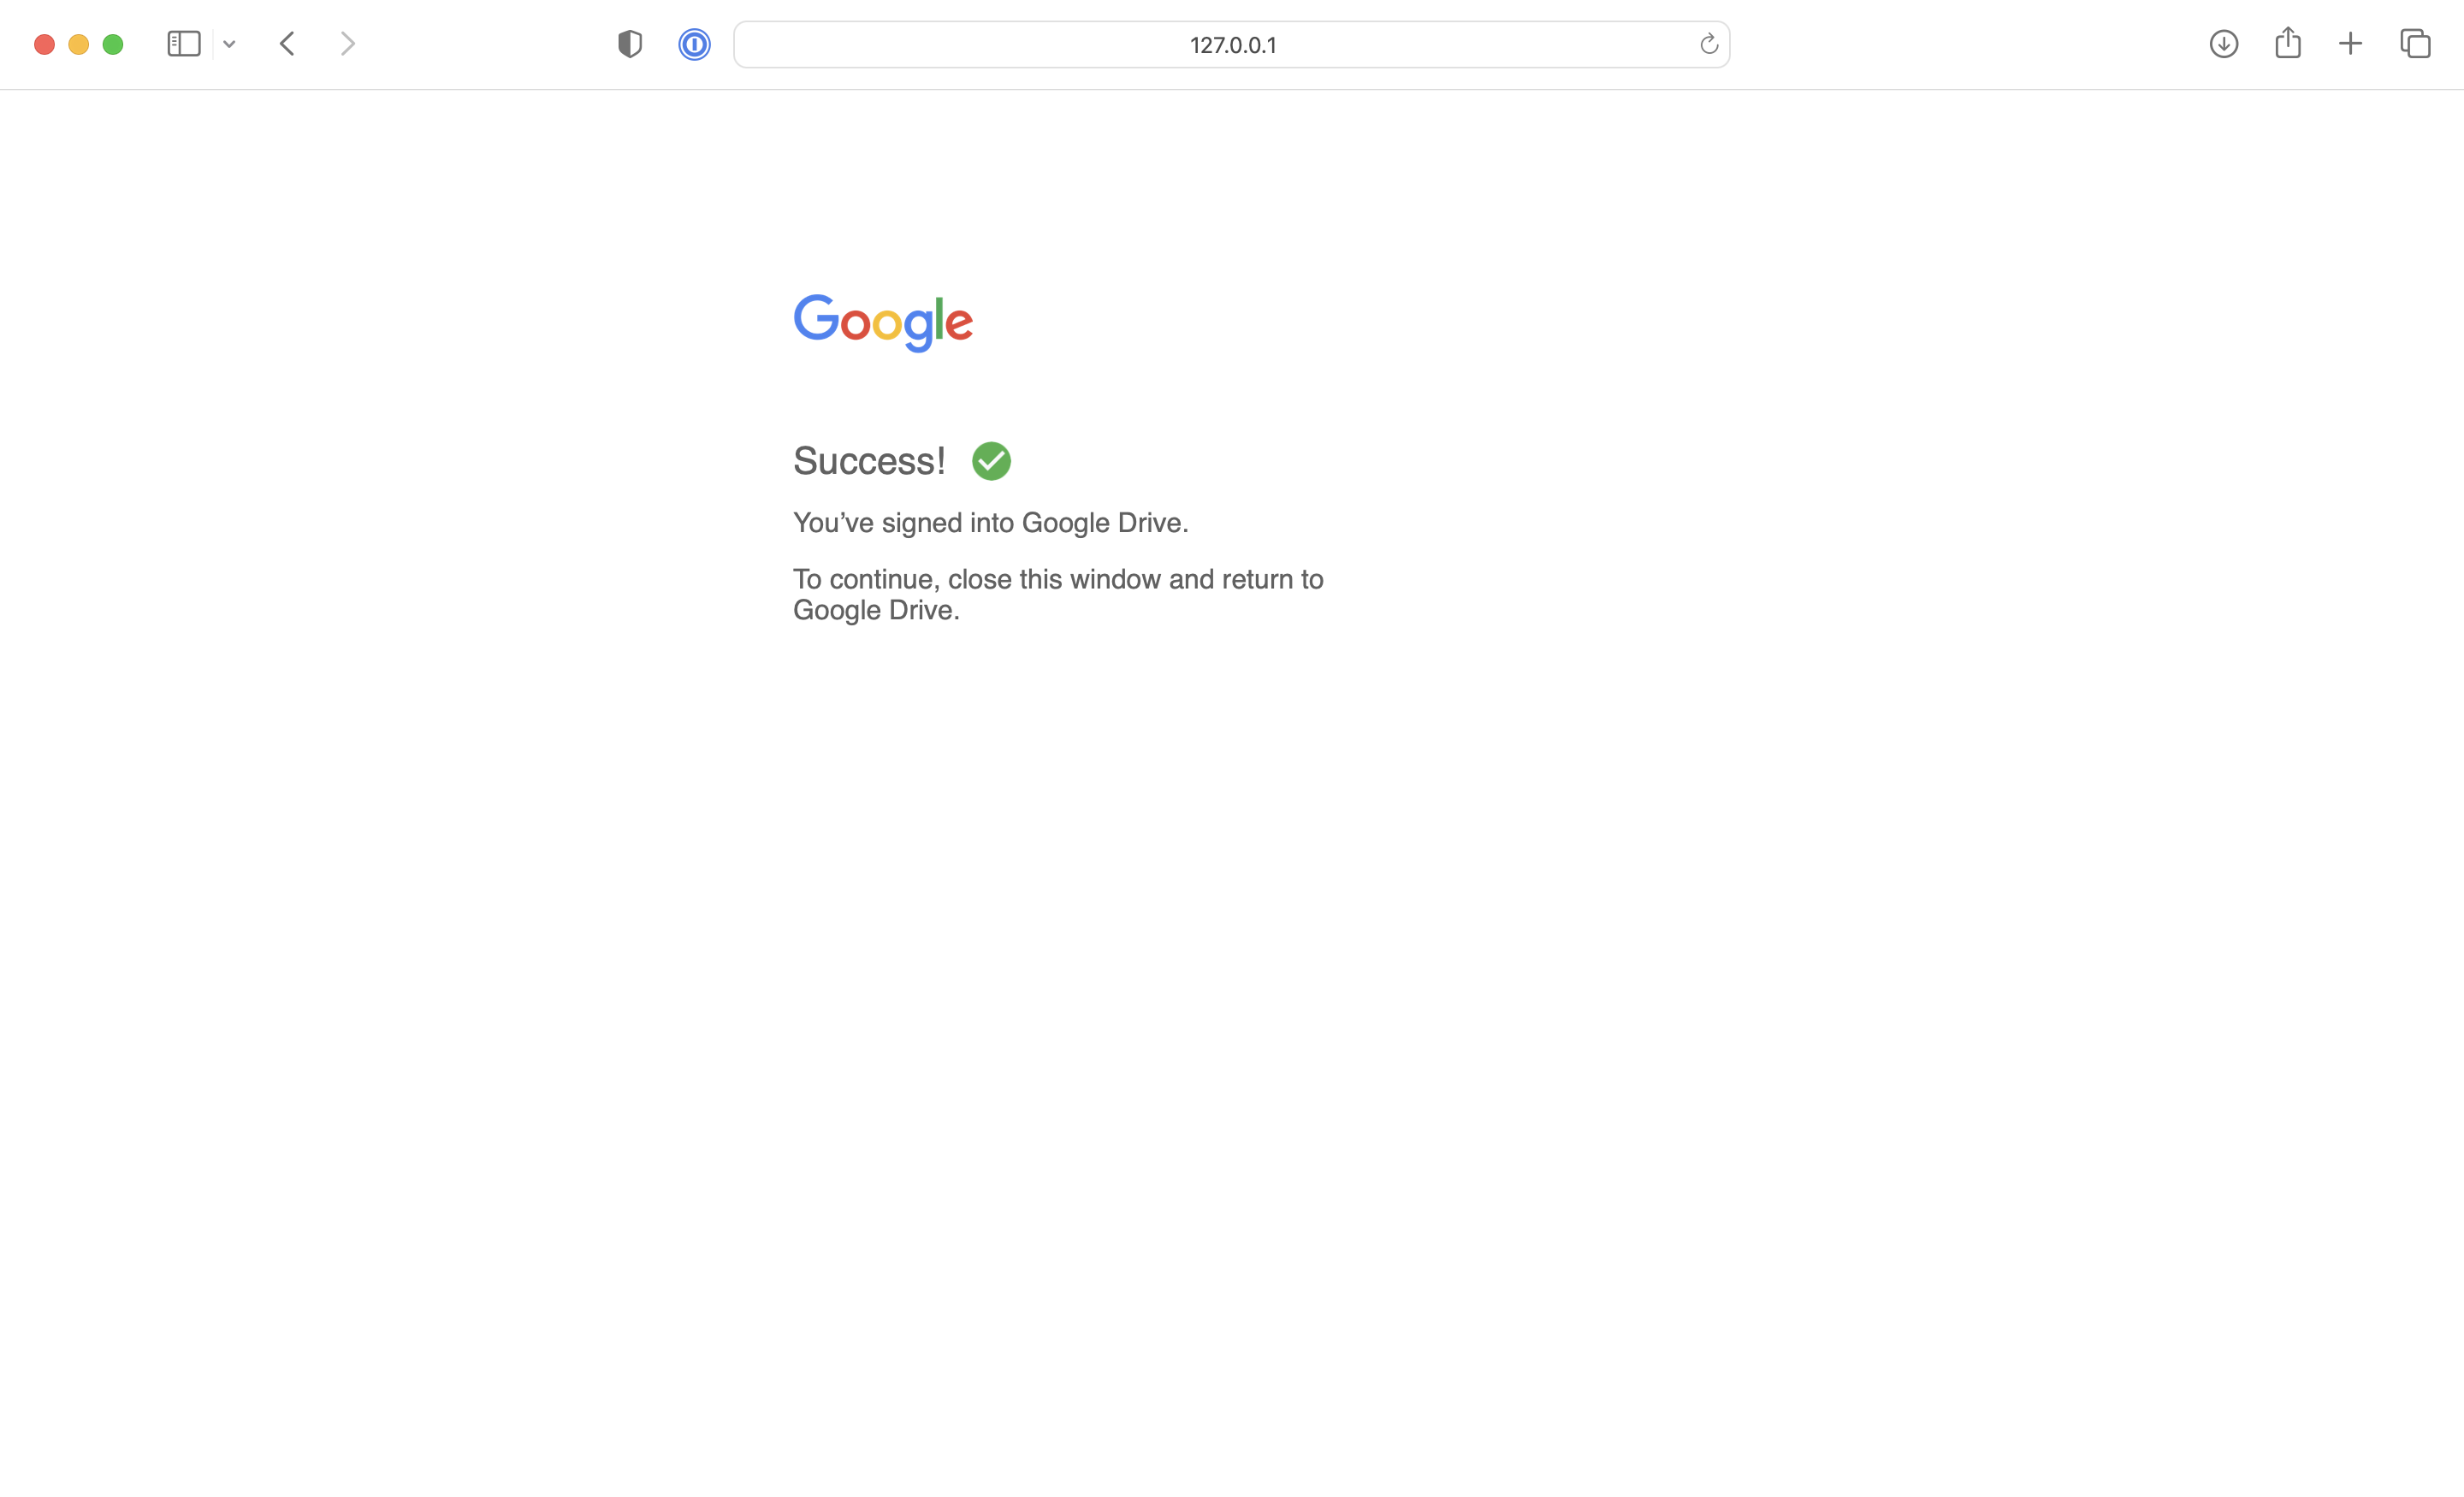 127.0.0.1
Google
Success!
You’ve signed into Google Drive.
To continue, close this window and return to
Google Drive.